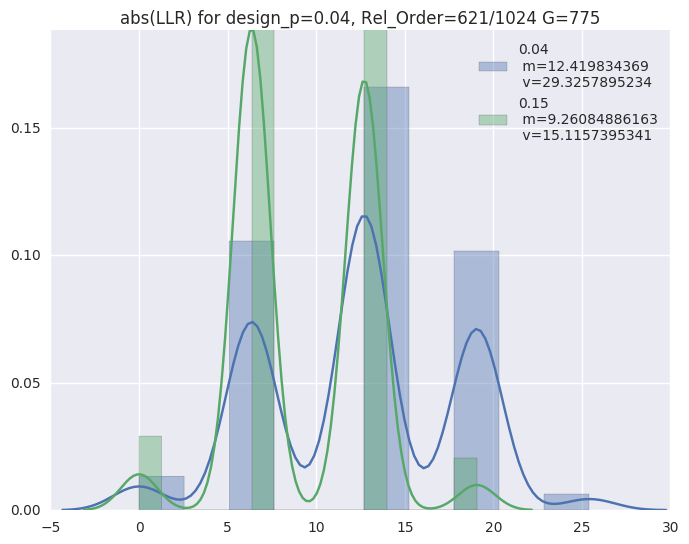 abs(LLR) for design_p=0.04, Rel_Order=621/1024 G=775
0.04
m=12.419834369
v=29.3257895234
0.15
m=9.26084886163
v=15.1157395341
0.15
0.10
0.05
0.00
−5 0 5 10 15 20 25 30